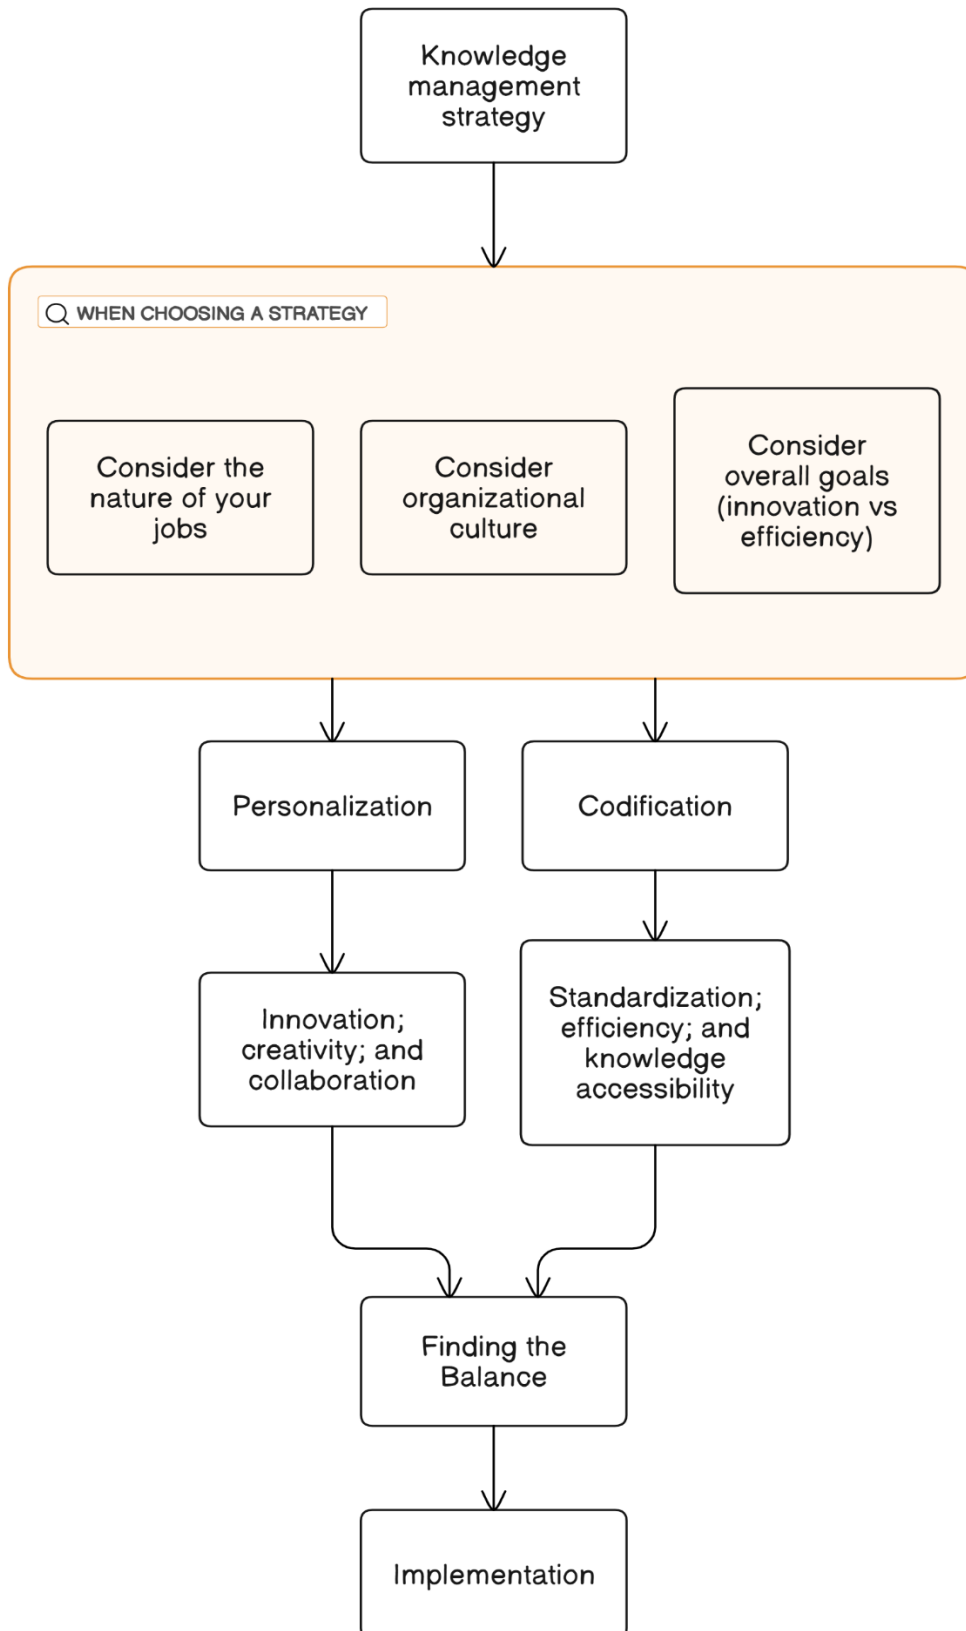 Knowledge
management
strategy
WHEN CHOOSING A STRATEGY
Consider the
nature of your
jobs
Consider
organizational
culture
Consider
overall goals
(innovation vs
efficiency)
Personalization
Codification
Innovation;
creativity; and
collaboration
Standardization;
efficiency; and
knowledge
accessibility
Finding the
Balance
Implementation